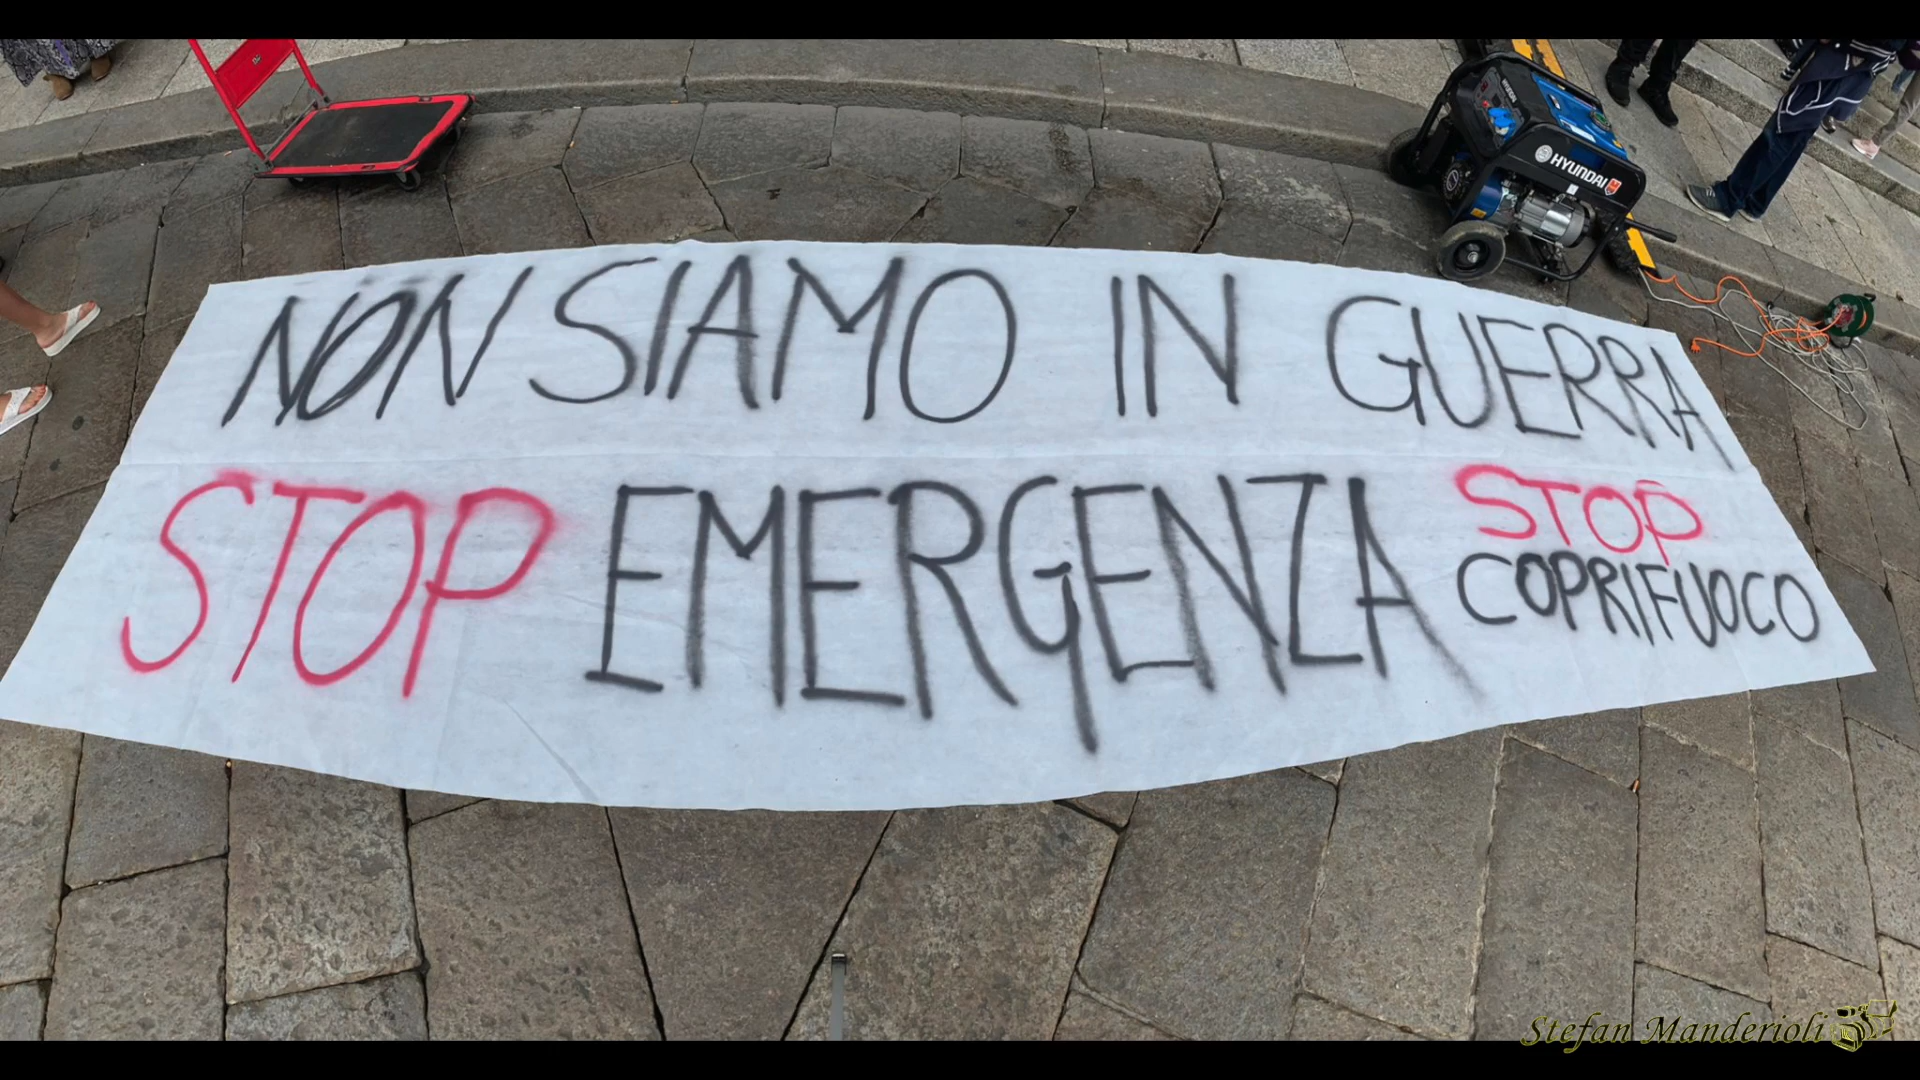 HYUNDAI
NON SIAMO IN GUERRA
STOP EMERGENZA STOP
COPRIFUOCO
Stefan Manderioli